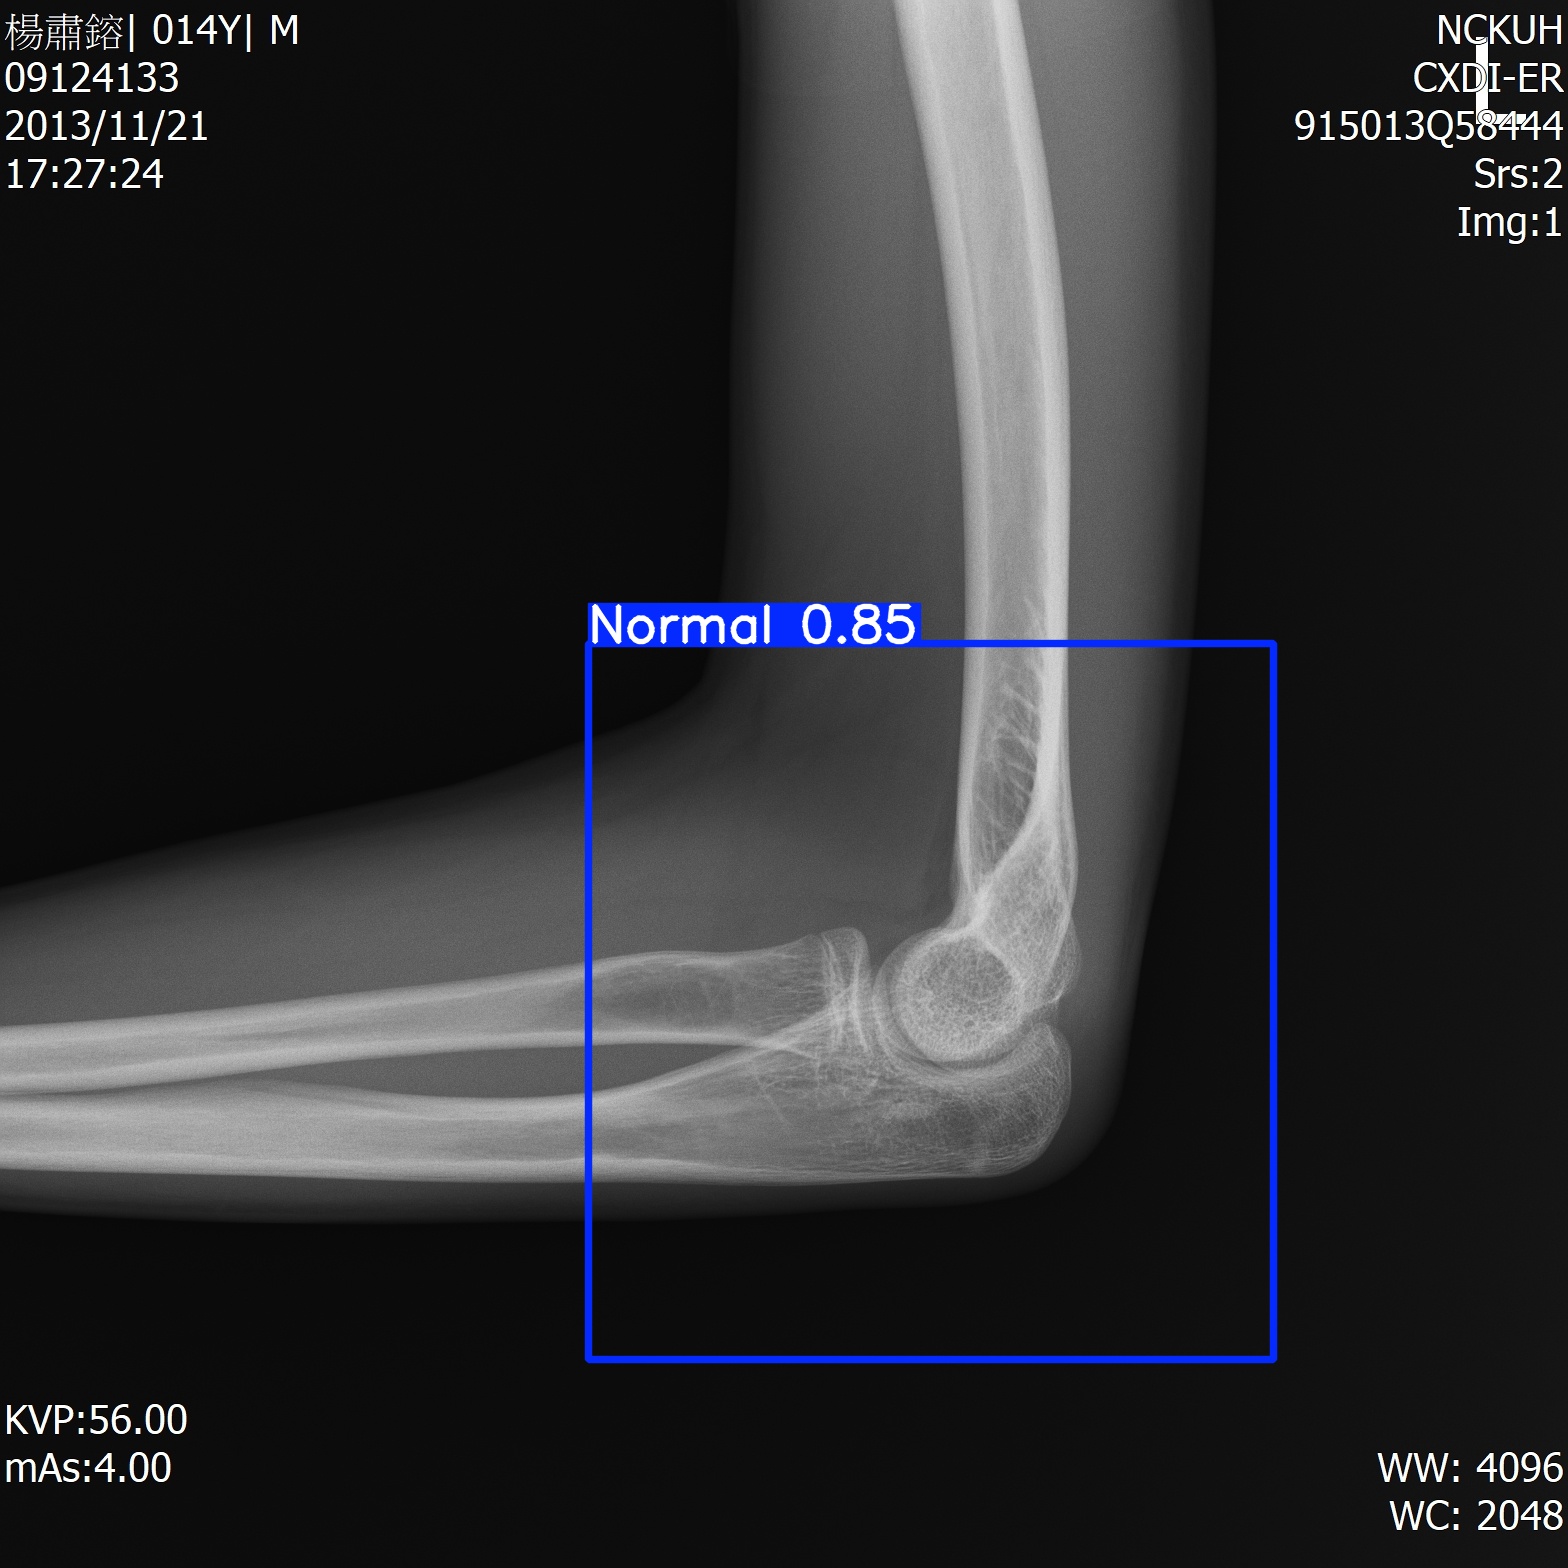 楊肅鎔| 014Y| M
09124133
2013/11/21
17:27:24
NCKUH
CXDI-ER
915013Q58444
Srs:2
Img:1
L
Normal 0.85
KVP:56.00
mAs:4.00
WW: 4096
WC: 2048